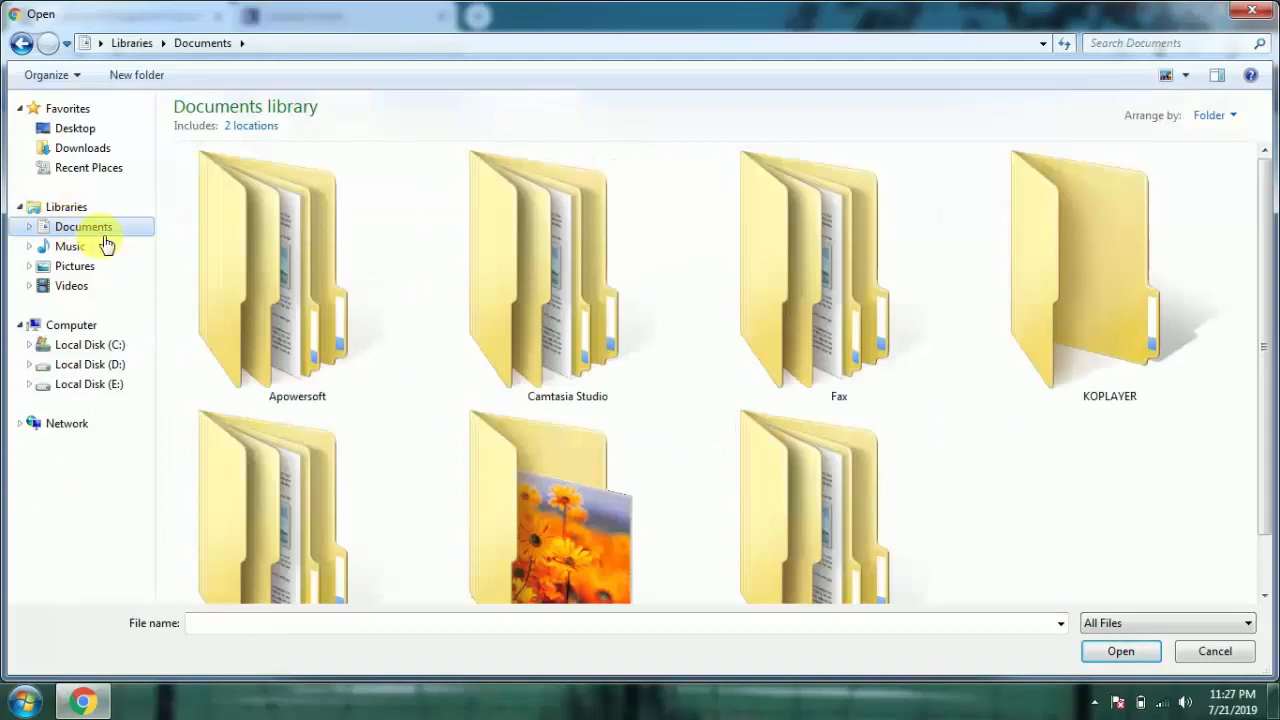 Open
Libraries Documents
Search Documents
Organize
New folder
Favorites
Desktop
Downloads
Recent Places
Libraries
Documents
Music
Pictures
Videos
Computer
Local Disk (C:)
Local Disk (D:)
Local Disk (E:)
Network
Documents library
Includes: 2 locations
Arrange by: Folder
Apowersoft
Camtasia Studio
Fax
KOPLAYER
File name:
All Files
Open
Cancel
11:27 PM
7/21/2019